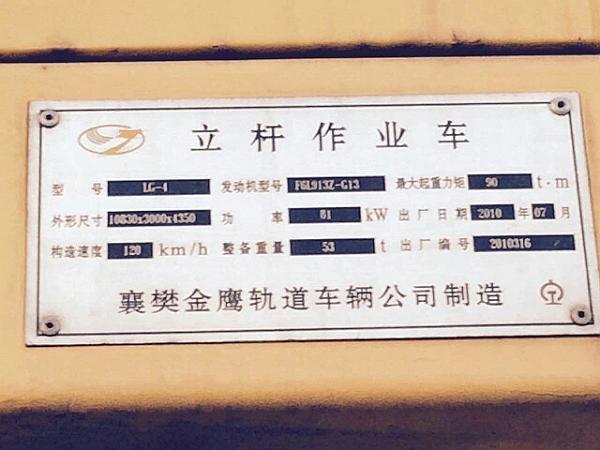 立杆作业车
型号 LG-4 发动机型号 F6L913Z-G13 最大起重力矩 90 t·m
外形尺寸 10830x3000x4350 功率 81 kW 出厂日期 2010 年 07 月
构造速度 120 km/h 整备重量 53 t 出厂编号 2010316
襄樊金鹰轨道车辆公司制造